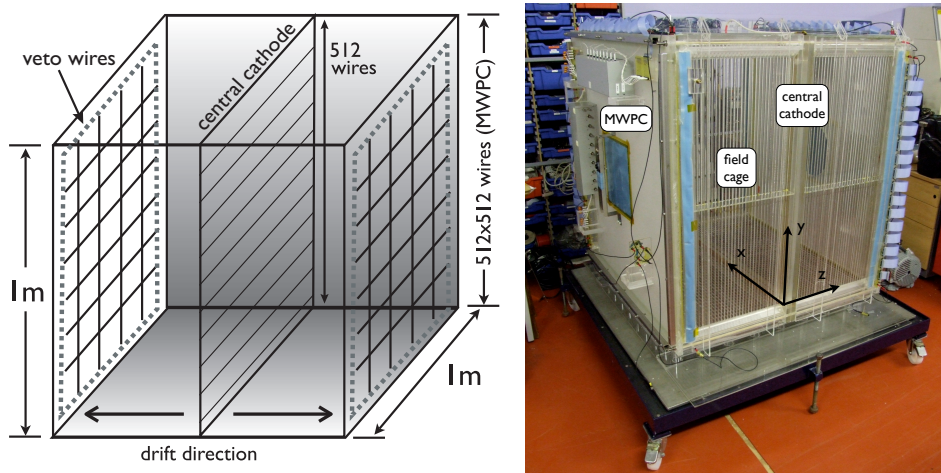 veto wires
central cathode
512
wires
512x512 wires (MWPC)
1m
1m
drift direction
MWPC
central
cathode
field
cage
x
y
z